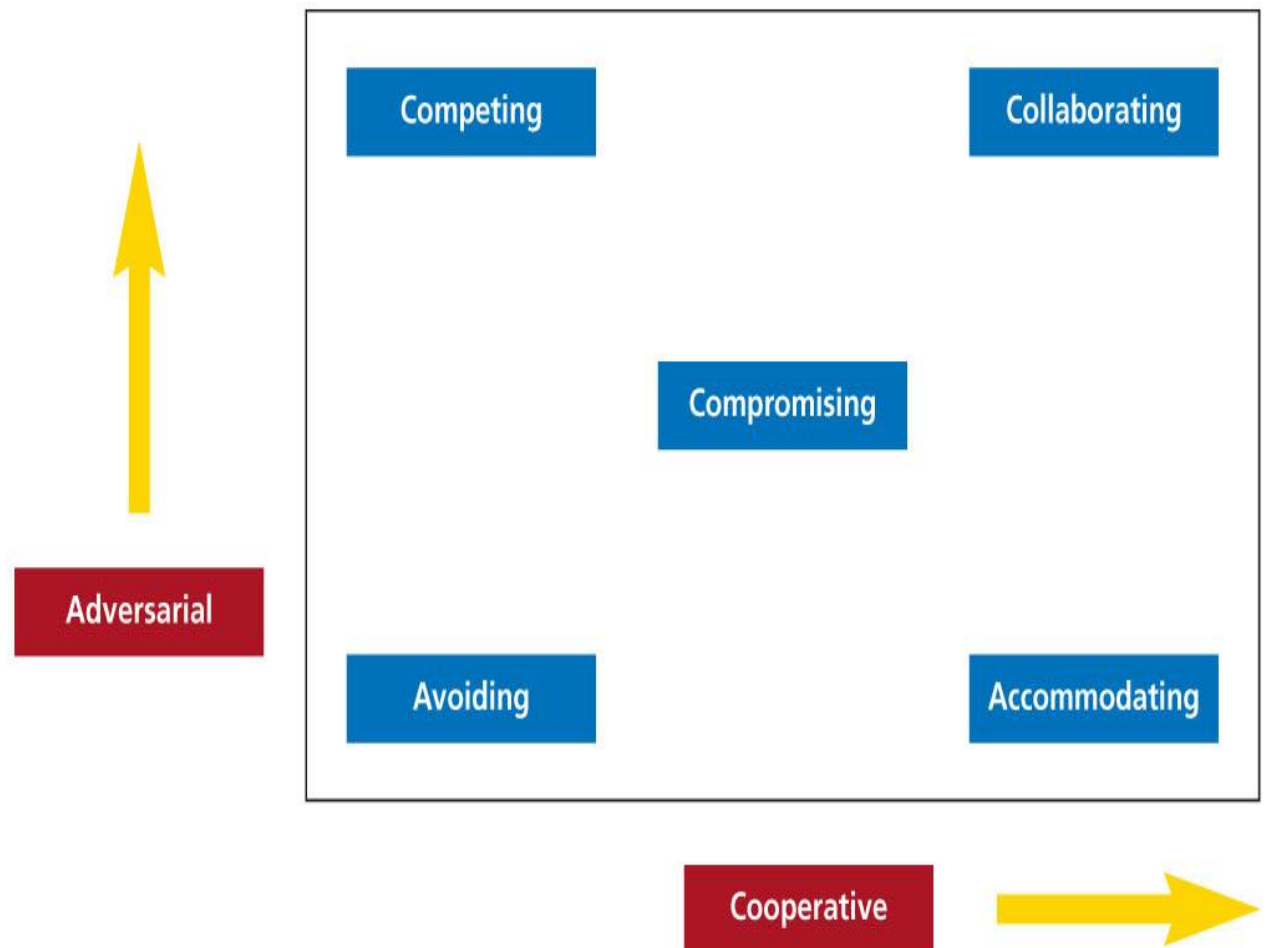 Competing
Collaborating
Compromising
Adversarial
Avoiding
Accommodating
Cooperative